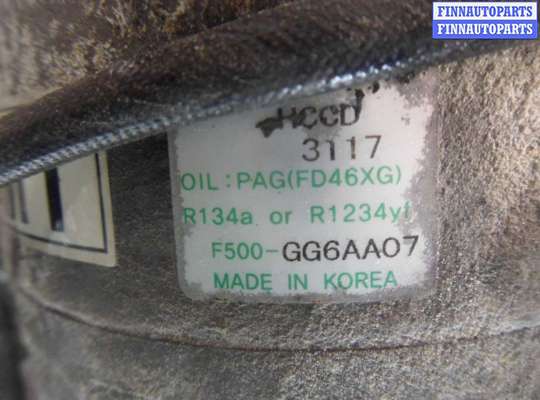 FINNAUTOPARTS
FINNAUTOPARTS
HCCD
3117
OIL : PAG(FD46XG)
R134a or R1234yf
F500-GG6AA07
MADE IN KOREA